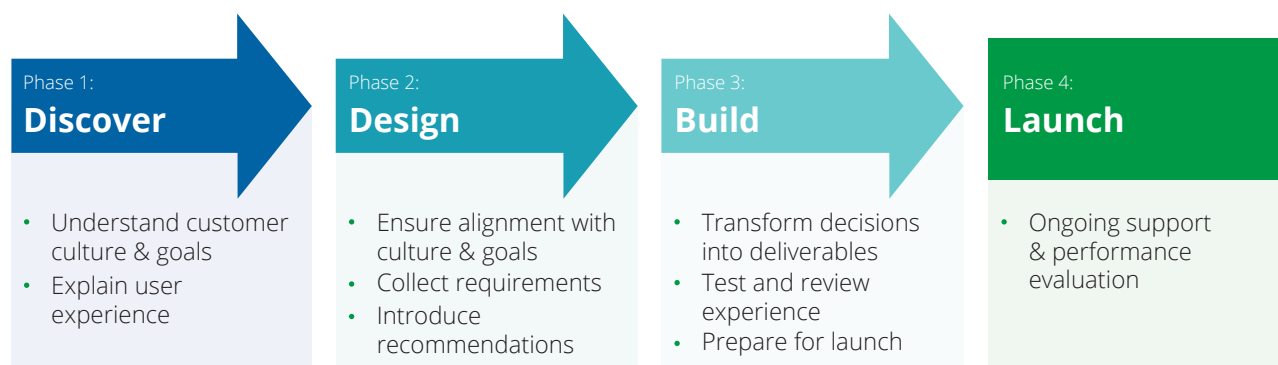 Phase 1:
Discover
• Understand customer
culture & goals
• Explain user
experience
Phase 2:
Design
• Ensure alignment with
culture & goals
• Collect requirements
• Introduce
recommendations
Phase 3:
Build
• Transform decisions
into deliverables
• Test and review
experience
• Prepare for launch
Phase 4:
Launch
• Ongoing support
& performance
evaluation